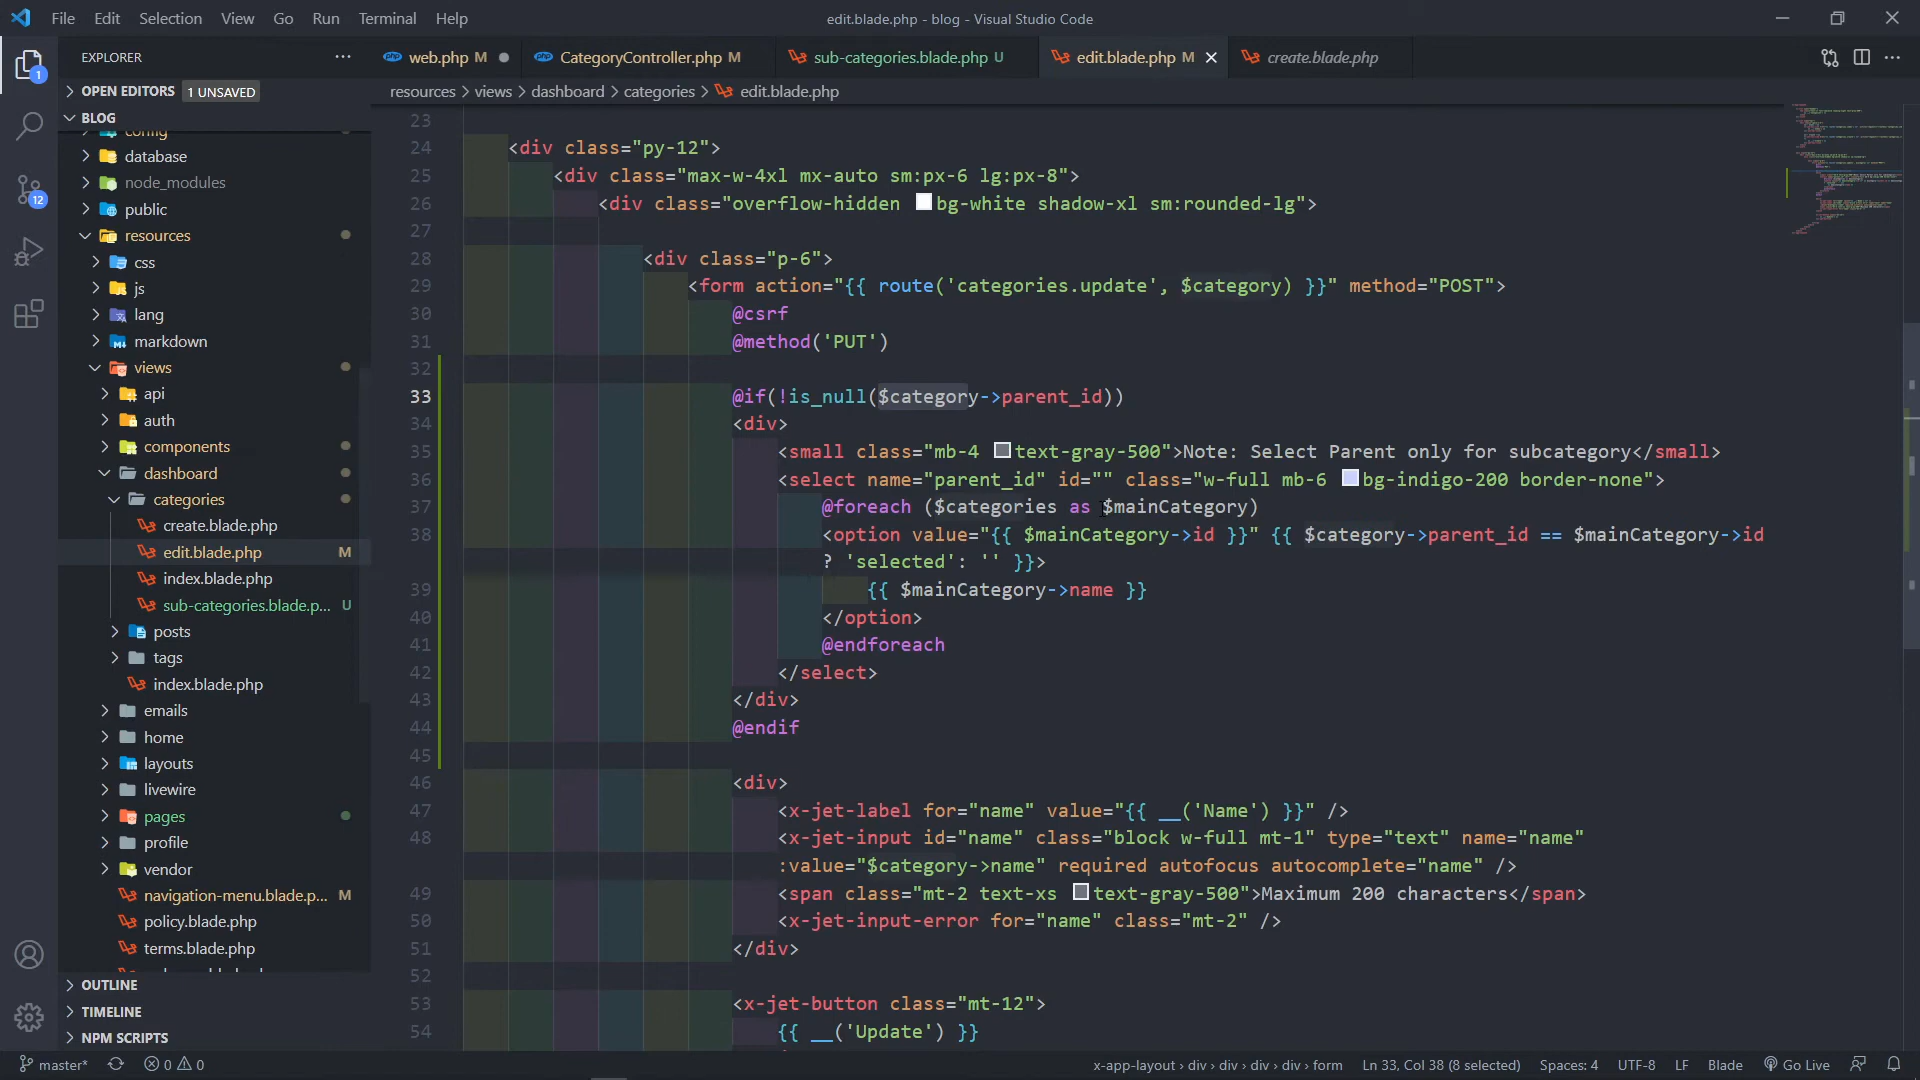 File Edit Selection View Go Run Terminal Help
edit.blade.php - blog - Visual Studio Code
EXPLORER
web.php M
CategoryController.php M
sub-categories.blade.php U
edit.blade.php M
create.blade.php
OPEN EDITORS 1 UNSAVED
resources > views > dashboard > categories > edit.blade.php
BLOG
config
database
node_modules
public
resources
css
js
lang
markdown
views
api
auth
components
dashboard
categories
create.blade.php
edit.blade.php M
index.blade.php
sub-categories.blade.p... U
posts
tags
index.blade.php
emails
home
layouts
livewire
pages
profile
vendor
navigation-menu.blade.p... M
policy.blade.php
terms.blade.php
OUTLINE
TIMELINE
NPM SCRIPTS
1
12
23
24 <div class="py-12">
25 <div class="max-w-4xl mx-auto sm:px-6 lg:px-8">
26 <div class="overflow-hidden bg-white shadow-xl sm:rounded-lg">
27
28 <div class="p-6">
29 <form action="{{ route('categories.update', $category) }}" method="POST">
30 @csrf
31 @method('PUT')
32
33 @if(!is_null($category->parent_id))
34 <div>
35 <small class="mb-4 text-gray-500">Note: Select Parent only for subcategory</small>
36 <select name="parent_id" id="" class="w-full mb-6 bg-indigo-200 border-none">
37 @foreach ($categories as $mainCategory)
38 <option value="{{ $mainCategory->id }}" {{ $category->parent_id == $mainCategory->id
? 'selected': '' }}>
39 {{ $mainCategory->name }}
40 </option>
41 @endforeach
42 </select>
43 </div>
44 @endif
45
46 <div>
47 <x-jet-label for="name" value="{{ __('Name') }}" />
48 <x-jet-input id="name" class="block w-full mt-1" type="text" name="name"
:value="$category->name" required autofocus autocomplete="name" />
49 <span class="mt-2 text-xs text-gray-500">Maximum 200 characters</span>
50 <x-jet-input-error for="name" class="mt-2" />
51 </div>
52
53 <x-jet-button class="mt-12">
54 {{ __('Update') }}
master* 0 0
x-app-layout > div > div > div > div > form Ln 33, Col 38 (8 selected) Spaces: 4 UTF-8 LF Blade Go Live